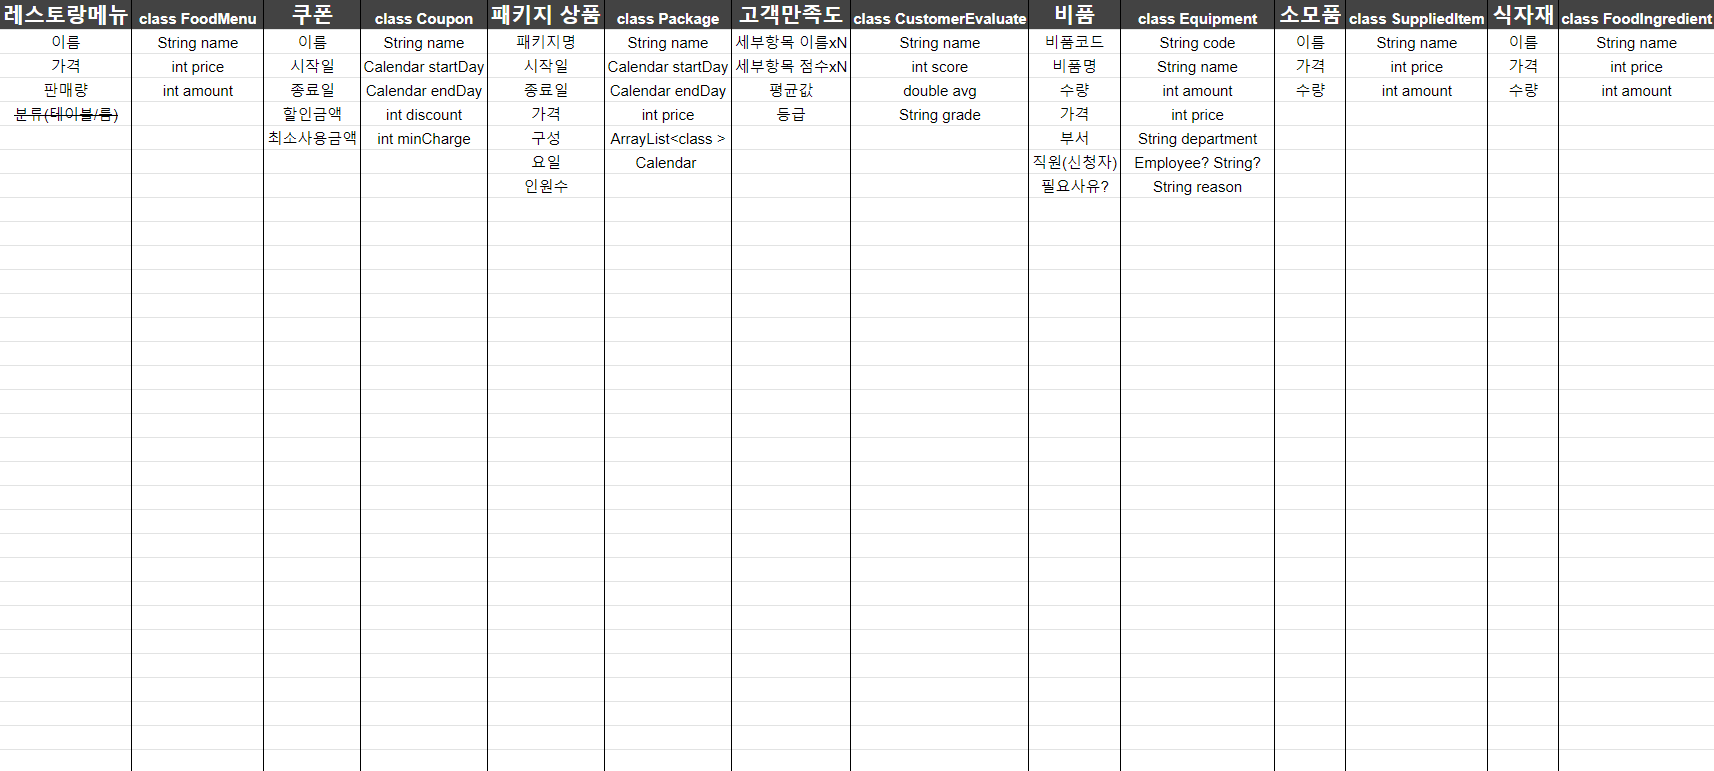 레스토랑메뉴 class FoodMenu 쿠폰 class Coupon 패키지 상품 class Package 고객만족도 class CustomerEvaluate 비품 class Equipment 소모품 class SuppliedItem 식자재 class FoodIngredient
이름 String name 이름 String name 패키지명 String name 세부항목 이름xN String name 비품코드 String code 이름 String name 이름 String name
가격 int price 시작일 Calendar startDay 시작일 Calendar startDay 세부항목 점수xN int score 비품명 String name 가격 int price 가격 int price
판매량 int amount 종료일 Calendar endDay 종료일 Calendar endDay 평균값 double avg 수량 int amount 수량 int amount 수량 int amount
분류(테이블/룸) 할인금액 int discount 가격 int price 등급 String grade 가격 int price
최소사용금액 int minCharge 구성 ArrayList<class > 부서 String department
요일 Calendar 직원(신청자) Employee? String?
인원수 필요사유? String reason